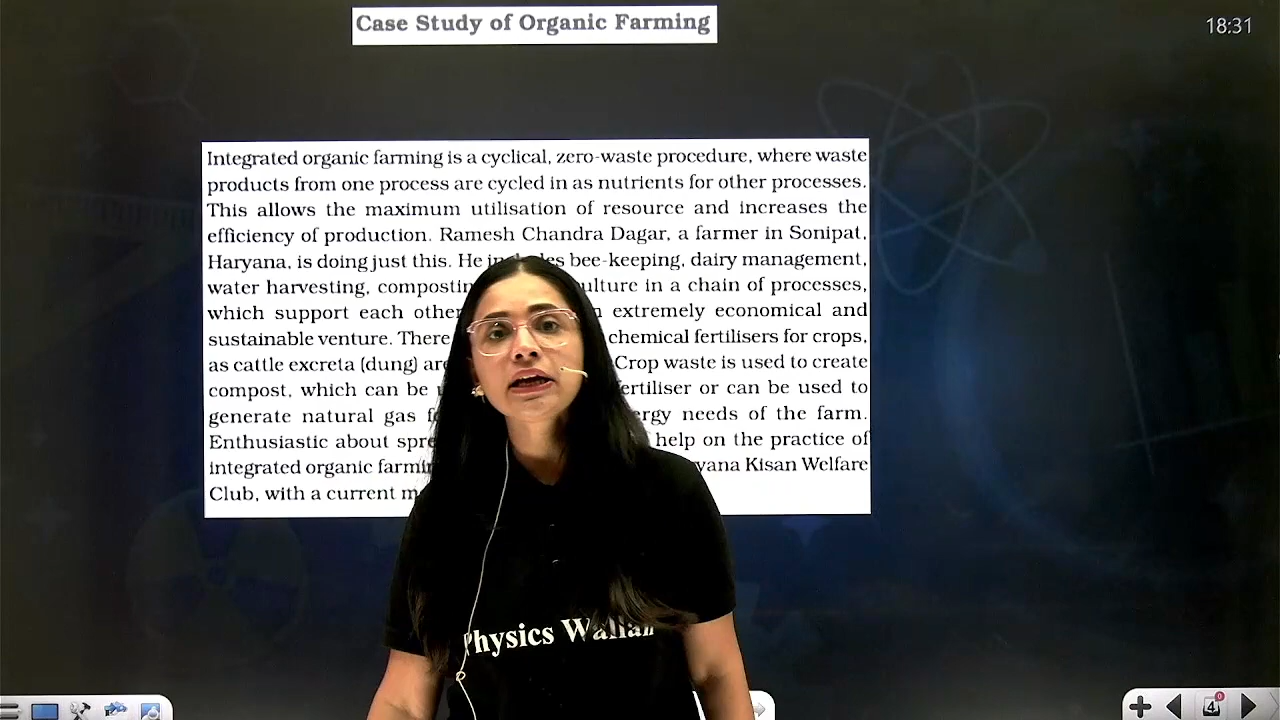 Case Study of Organic Farming
18:31
Integrated organic farming is a cyclical, zero-waste procedure, where waste
products from one process are cycled in as nutrients for other processes.
This allows the maximum utilisation of resource and increases the
efficiency of production. Ramesh Chandra Dagar, a farmer in Sonipat,
Haryana, is doing just this. He includes bee-keeping, dairy management,
water harvesting, in a chain of processes,
which support each other extremely economical and
sustainable venture. There chemical fertilisers for crops,
as cattle excreta (dung) are Crop waste is used to create
compost, which can be fertiliser or can be used to
generate natural gas needs of the farm.
Enthusiastic about help on the practice of
integrated organic Kisan Welfare
Club, with a current
Physics Wallah
4
0